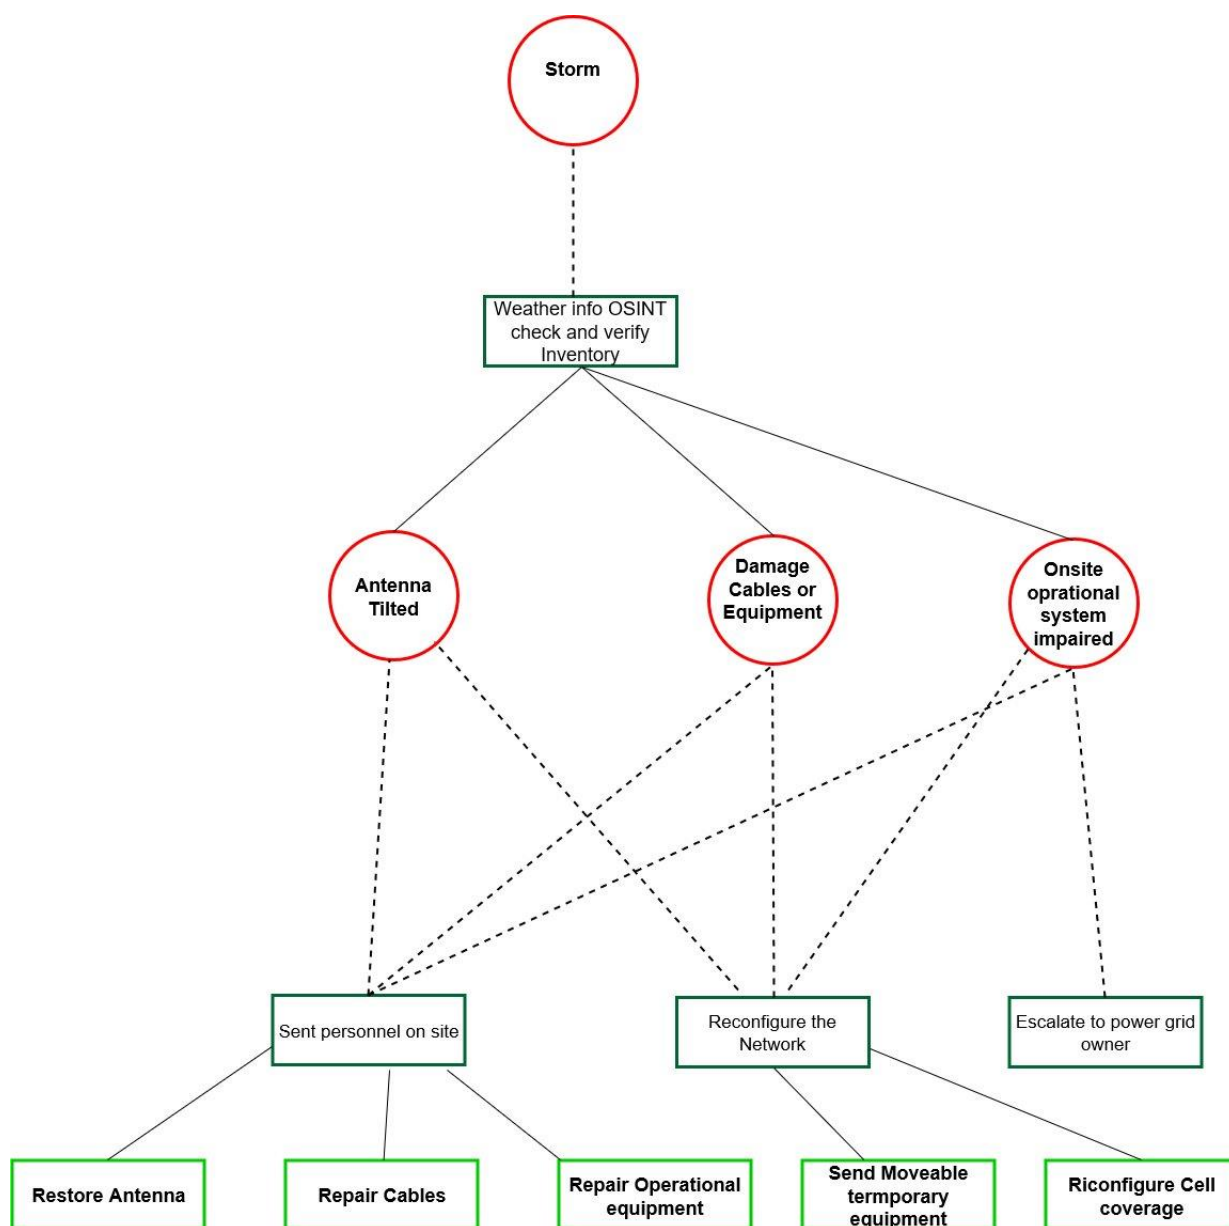 Storm
Weather info OSINT
check and verify
Inventory
Antenna
Tilted
Damage
Cables or
Equipment
Onsite
oprational
system
impaired
Sent personnel on site
Reconfigure the
Network
Escalate to power grid
owner
Restore Antenna
Repair Cables
Repair Operational
equipment
Send Moveable
termporary
equipment
Riconfigure Cell
coverage